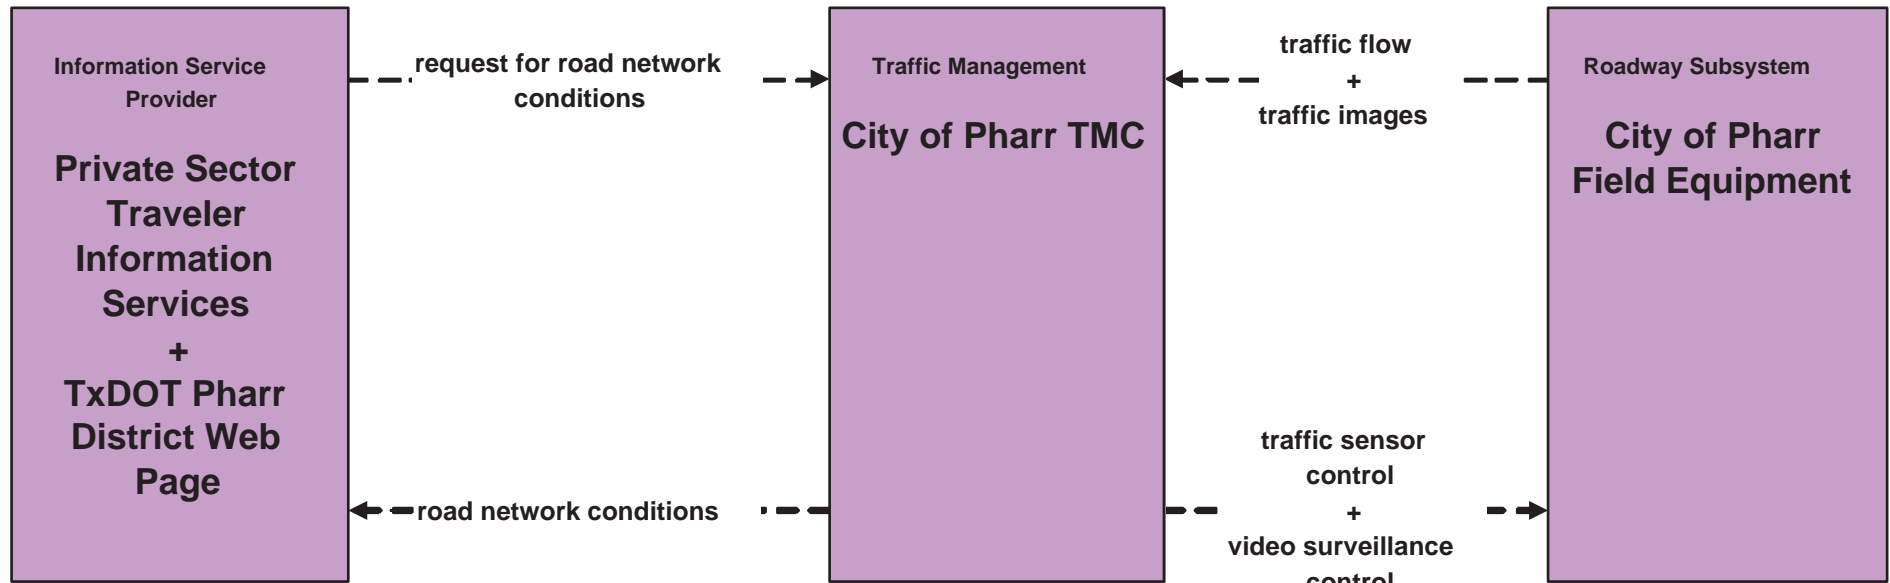 Information Service
Provider
Private Sector
Traveler
Information
Services
+
TxDOT Pharr
District Web
Page
request for road network
conditions
road network conditions
Traffic Management
City of Pharr TMC
traffic flow
+
traffic images
traffic sensor
control
+
video surveillance
control
Roadway Subsystem
City of Pharr
Field Equipment